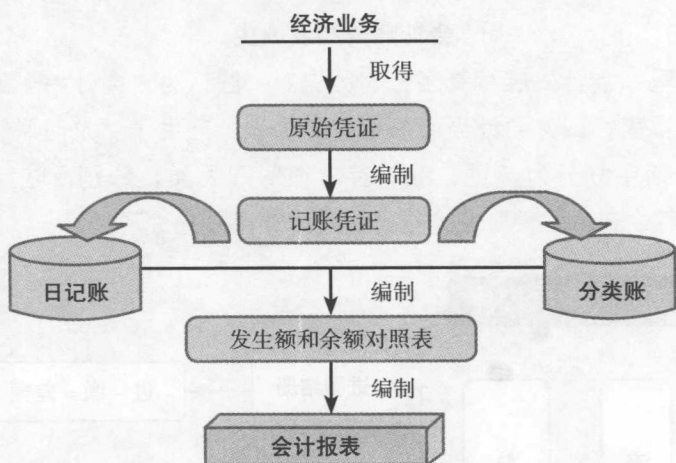 经济业务
取得
原始凭证
编制
记账凭证
日记账
分类账
编制
发生额和余额对照表
编制
会计报表